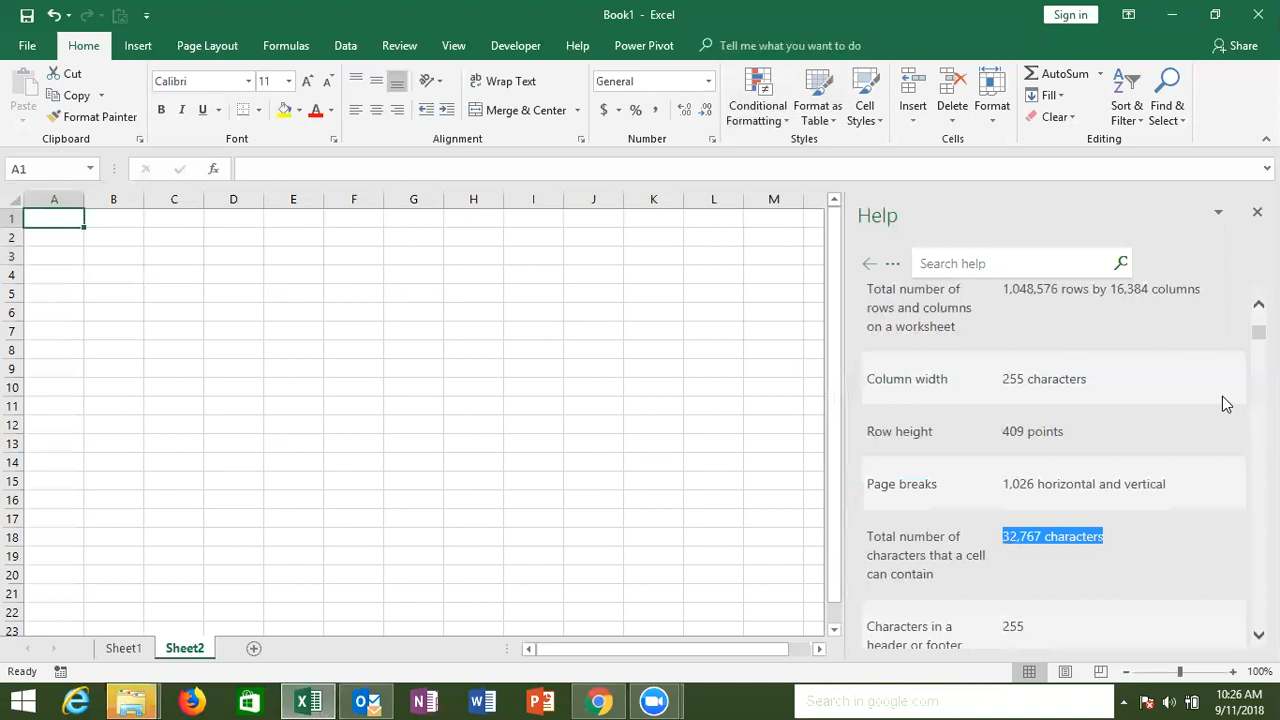 Book1 - Excel
Sign in
File Home Insert Page Layout Formulas Data Review View Developer Help Power Pivot Tell me what you want to do Share
Paste
Cut
Copy
Format Painter
Clipboard
Calibri 11
B I U
Font
Wrap Text
Merge & Center
Alignment
General
$ % ,
Number
Conditional Formatting
Format as Table
Cell Styles
Styles
Insert
Delete
Format
Cells
AutoSum
Fill
Clear
Sort & Filter
Find & Select
Editing
A1
fx
A B C D E F G H I J K L M
1
2
3
4
5
6
7
8
9
10
11
12
13
14
15
16
17
18
19
20
21
22
23
Help
Search help
Total number of rows and columns on a worksheet
1,048,576 rows by 16,384 columns
Column width 255 characters
Row height 409 points
Page breaks 1,026 horizontal and vertical
Total number of characters that a cell can contain
32,767 characters
Characters in a header or footer
255
Sheet1 Sheet2
Ready
100%
Search in google.com
10:26 AM
9/11/2018